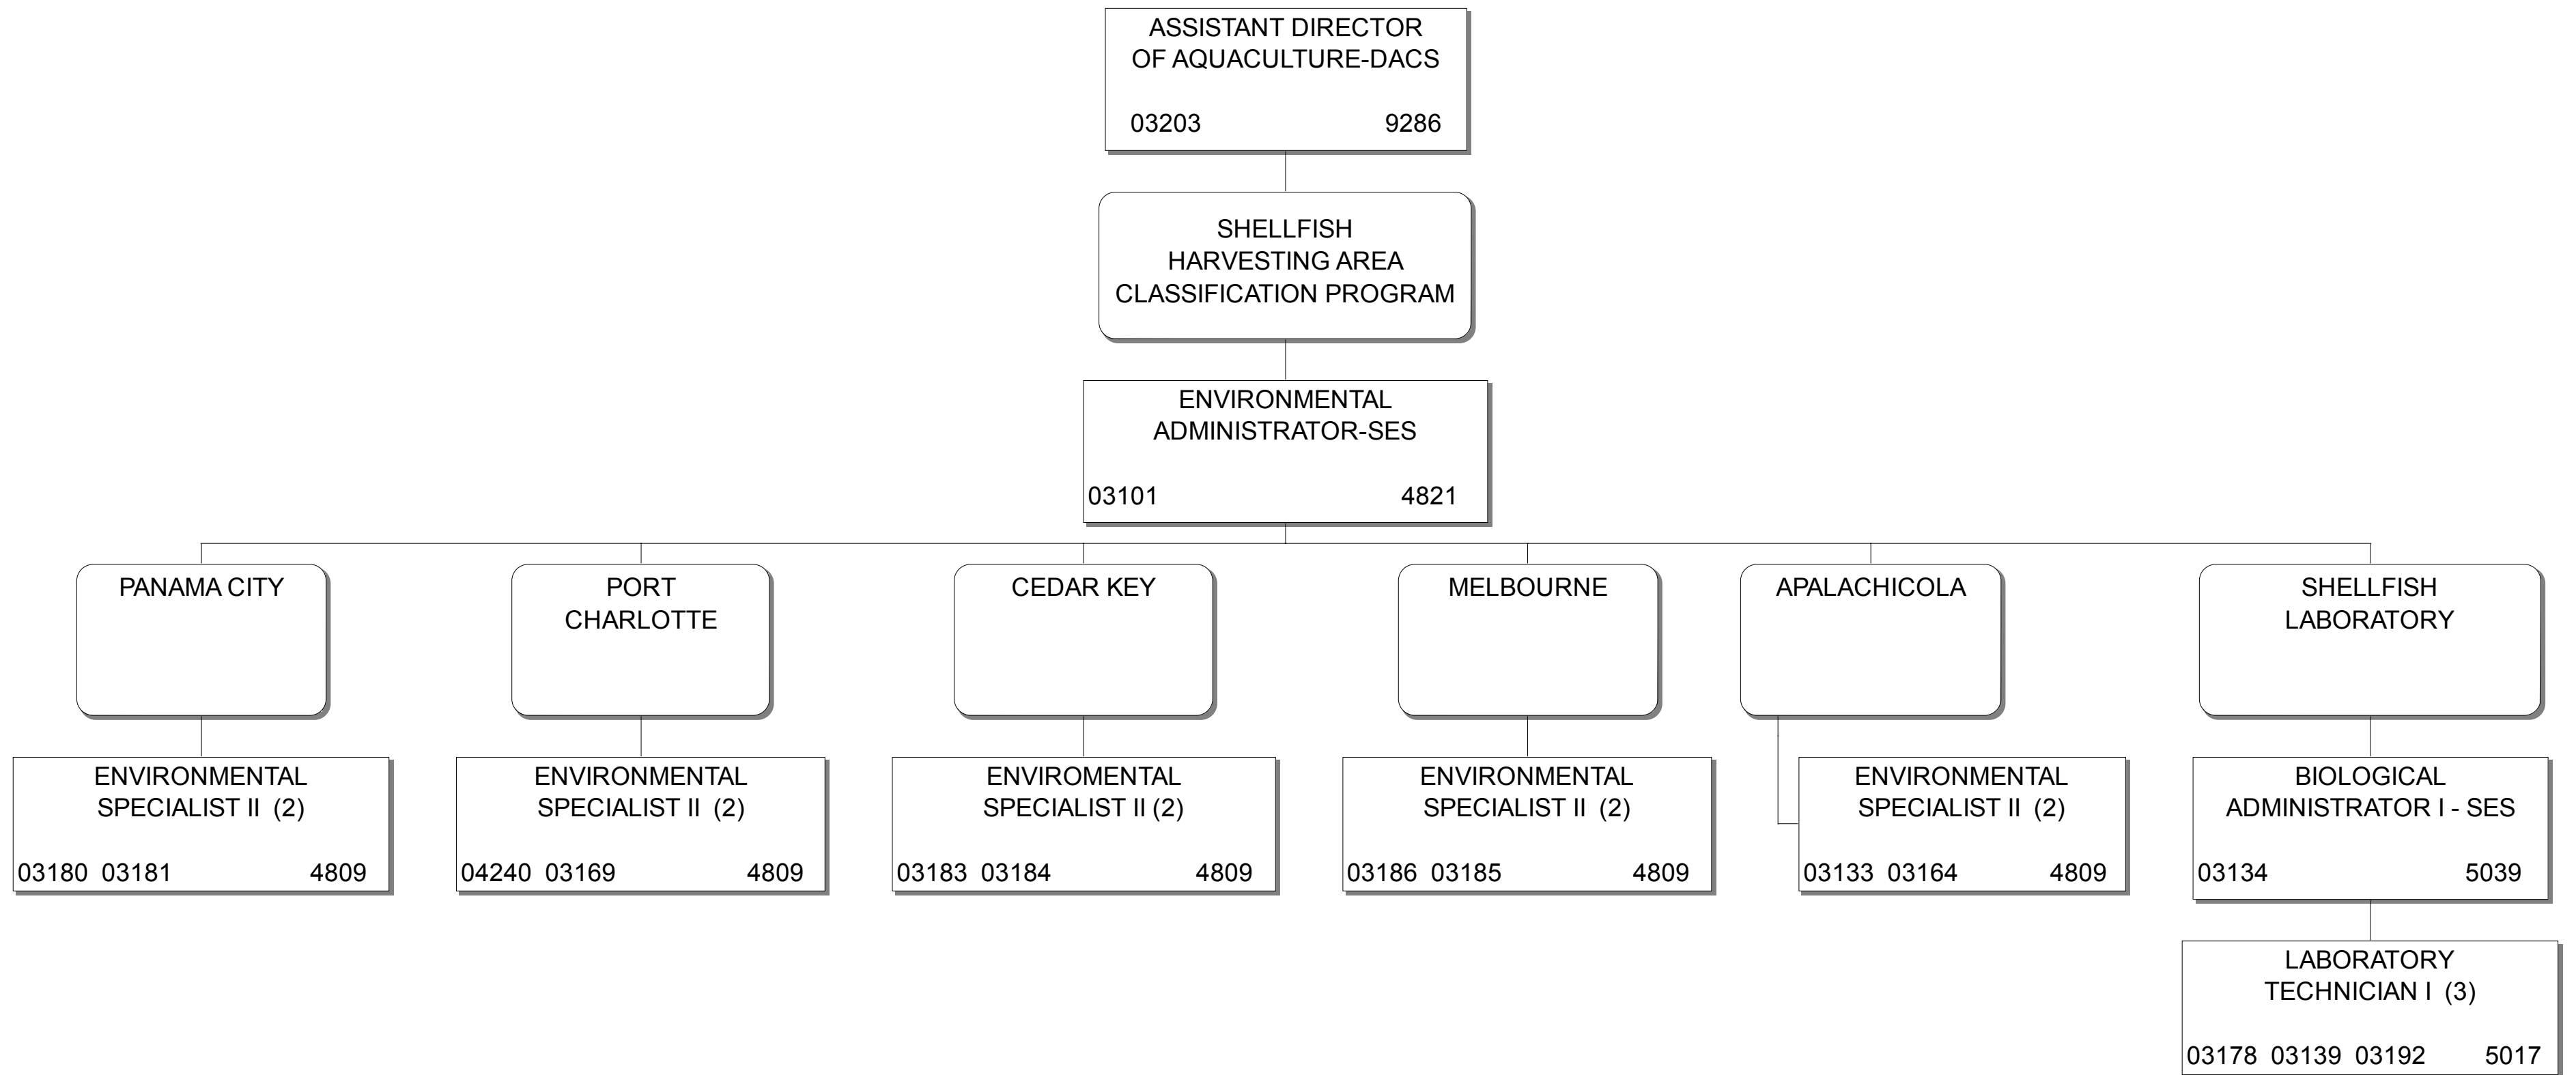 ASSISTANT DIRECTOR
OF AQUACULTURE-DACS
03203 9286
SHELLFISH
HARVESTING AREA
CLASSIFICATION PROGRAM
ENVIRONMENTAL
ADMINISTRATOR-SES
03101 4821
PANAMA CITY
PORT
CHARLOTTE
CEDAR KEY
MELBOURNE
APALACHICOLA
SHELLFISH
LABORATORY
ENVIRONMENTAL
SPECIALIST II (2)
03180 03181 4809
ENVIRONMENTAL
SPECIALIST II (2)
04240 03169 4809
ENVIROMENTAL
SPECIALIST II (2)
03183 03184 4809
ENVIRONMENTAL
SPECIALIST II (2)
03186 03185 4809
ENVIRONMENTAL
SPECIALIST II (2)
03133 03164 4809
BIOLOGICAL
ADMINISTRATOR I - SES
03134 5039
LABORATORY
TECHNICIAN I (3)
03178 03139 03192 5017